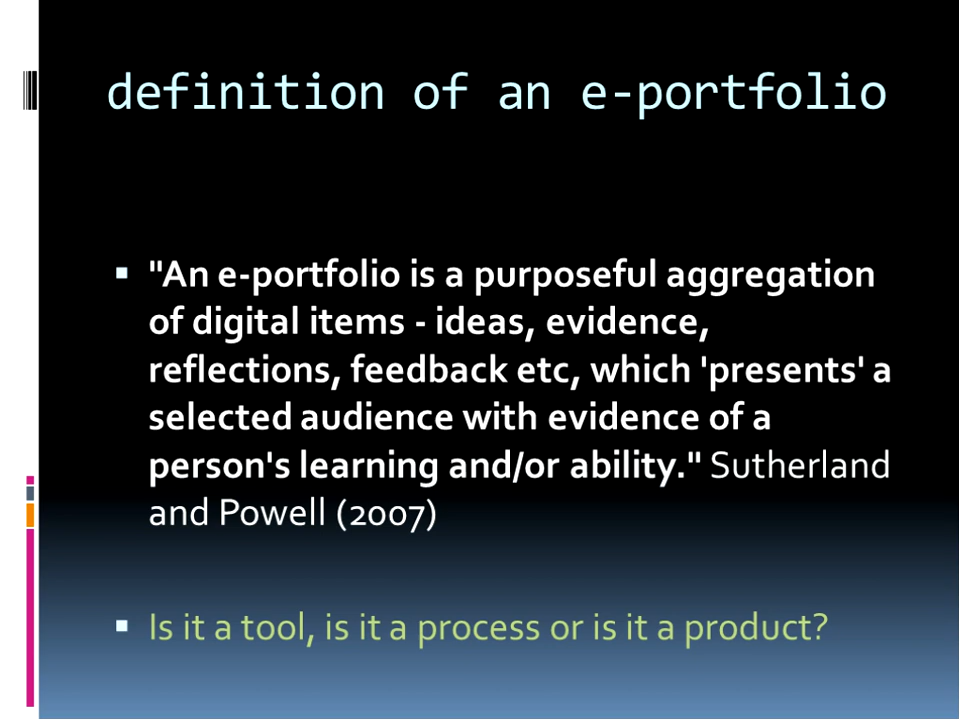 definition of an e-portfolio
"An e-portfolio is a purposeful aggregation
of digital items - ideas, evidence,
reflections, feedback etc, which 'presents' a
selected audience with evidence of a
person's learning and/or ability." Sutherland
and Powell (2007)
Is it a tool, is it a process or is it a product?